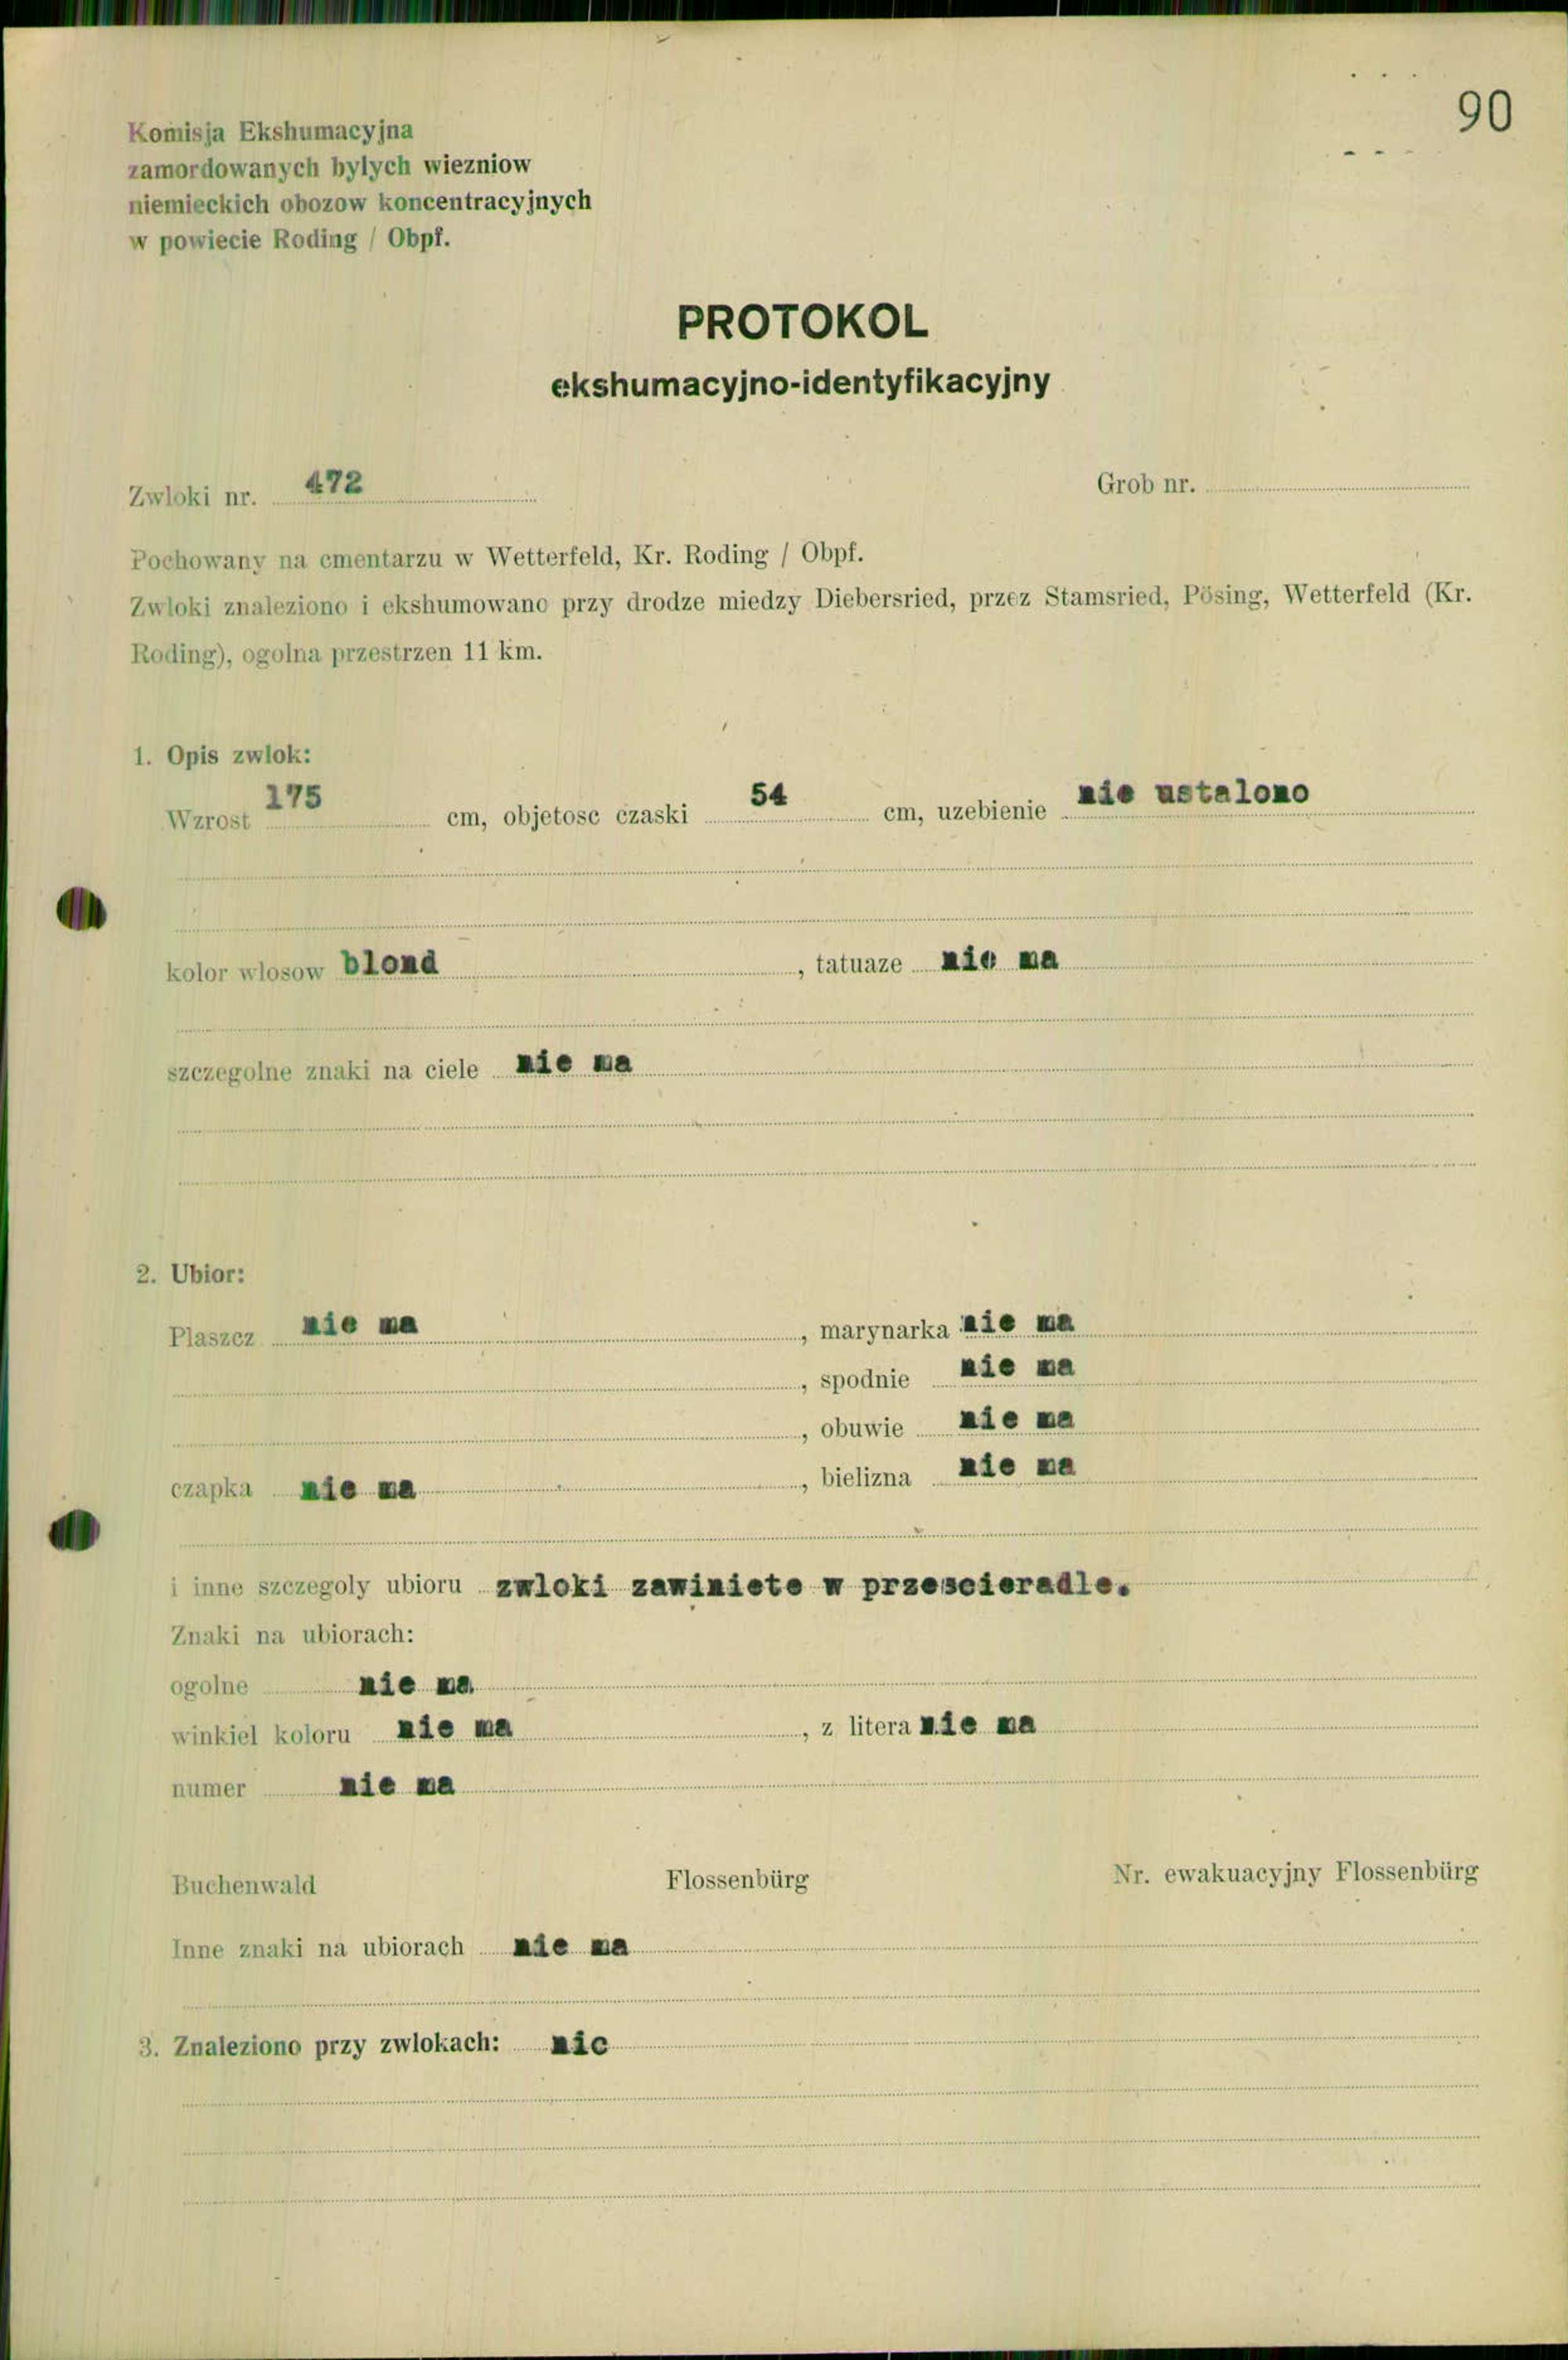 90
Komisja Ekshumacyjna
zamordowanych bylych wiezniow
niemieckich obozow koncentracyjnych
w powiecie Roding / Obpf.
PROTOKOL
ekshumacyjno-identyfikacyjny
Zwloki nr. 472 Grob nr.
Pochowany na cmentarzu w Wetterfeld, Kr. Roding / Obpf.
Zwloki znaleziono i ekshumowano przy drodze miedzy Diebersried, przez Stamsried, Pösing, Wetterfeld (Kr.
Roding), ogolna przestrzen 11 km.
1. Opis zwlok:
Wzrost 175 cm, objetosc czaski 54 cm, uzebienie nie ustalono
kolor wlosow blond, tatuaze nie ma
szczegolne znaki na ciele nie ma
2. Ubior:
Plaszcz nie ma, marynarka nie ma
, spodnie nie ma
, obuwie nie ma
czapka nie ma, bielizna nie ma
i inne szczegoly ubioru zwloki zawiniete w przescieradle.
Znaki na ubiorach:
ogolne nie ma
winkiel koloru nie ma, z litera nie ma
numer nie ma
Buchenwald Flossenbürg Nr. ewakuacyjny Flossenbürg
Inne znaki na ubiorach nie ma
3. Znaleziono przy zwlokach: nic